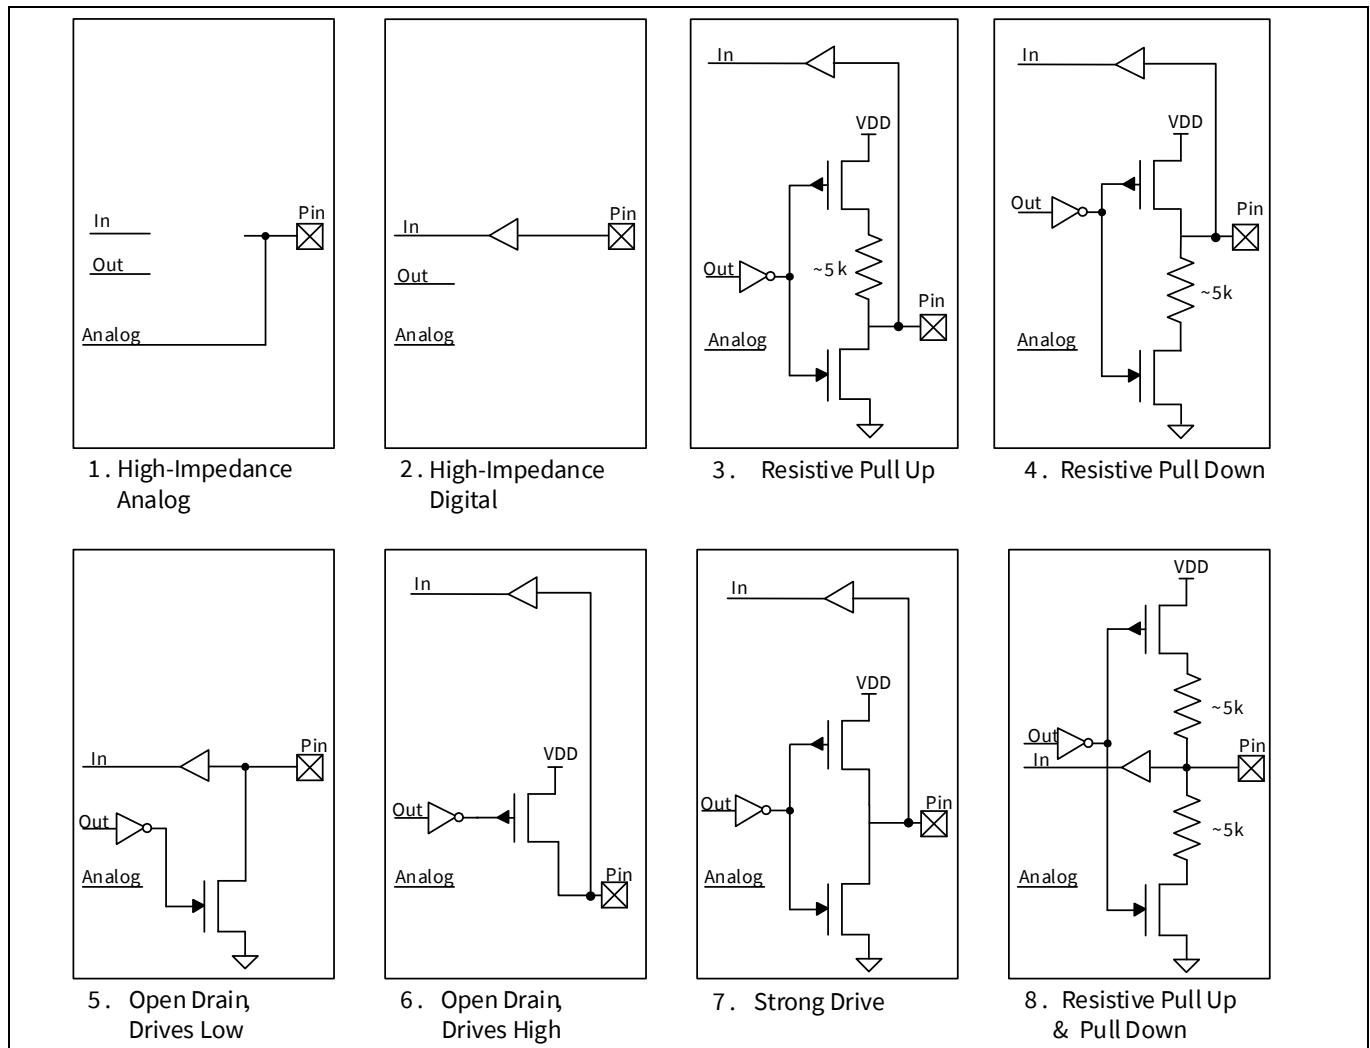 In
Out
Analog
Pin
1. High-Impedance
Analog
In
Out
Analog
Pin
2. High-Impedance
Digital
In
VDD
Out
~5k
Pin
Analog
3. Resistive Pull Up
In
VDD
Out
Pin
~5k
Analog
4. Resistive Pull Down
In
Pin
Out
Analog
5. Open Drain,
Drives Low
In
VDD
Out
Analog
Pin
6. Open Drain,
Drives High
In
VDD
Out
Pin
Analog
7. Strong Drive
VDD
~5k
Out
In
Pin
~5k
Analog
8. Resistive Pull Up
& Pull Down